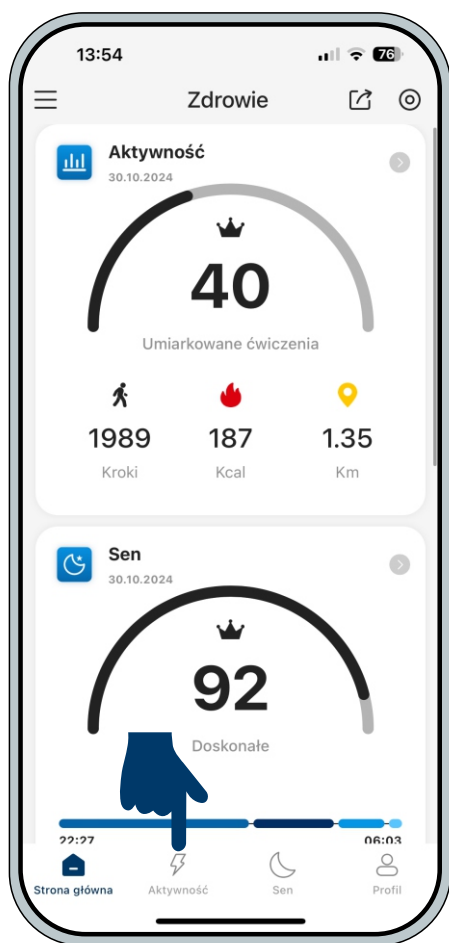 13:54
76
Zdrowie
Aktywność
30.10.2024
40
Umiarkowane ćwiczenia
1989 187 1.35
Kroki Kcal Km
Sen
30.10.2024
92
Doskonałe
22:27 06:03
Strona główna Aktywność Sen Profil